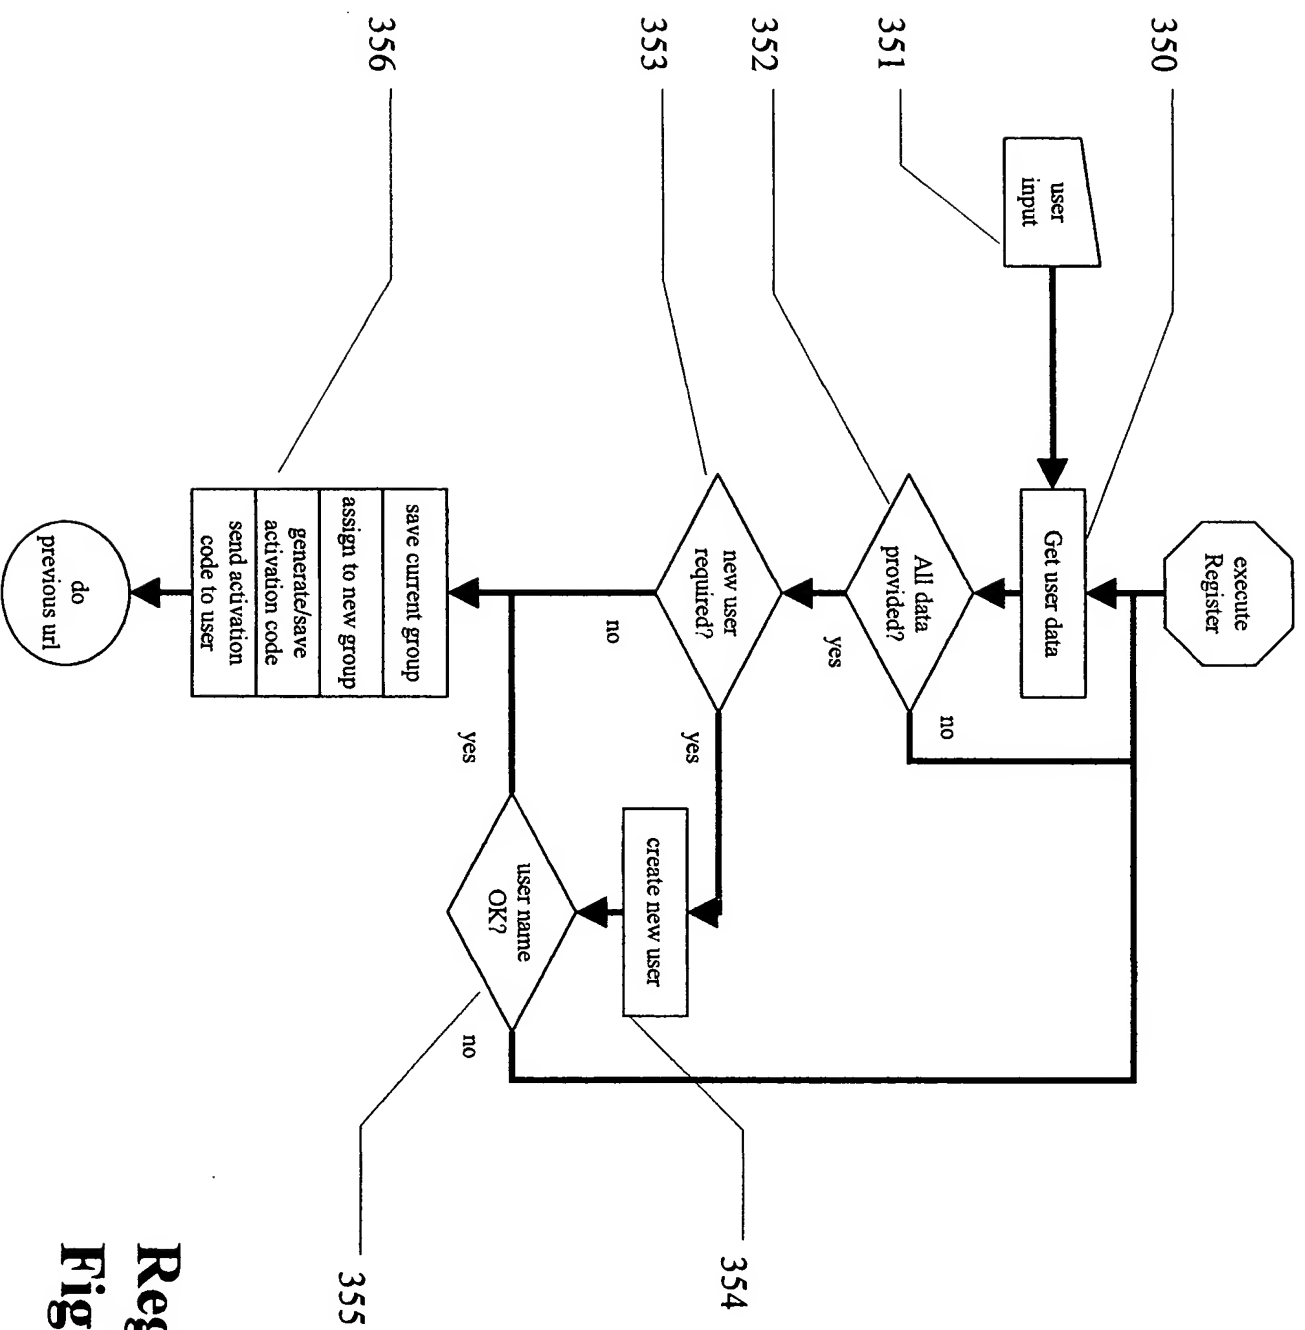 350
351
352
353
356
execute
Register
user
input
Get user data
All data
provided?
no
yes
new user
required?
yes
no
create new user
354
user name
OK?
yes
no
355
save current group
assign to new group
generate/save
activation code
send activation
code to user
do
previous url
Reg
Fig